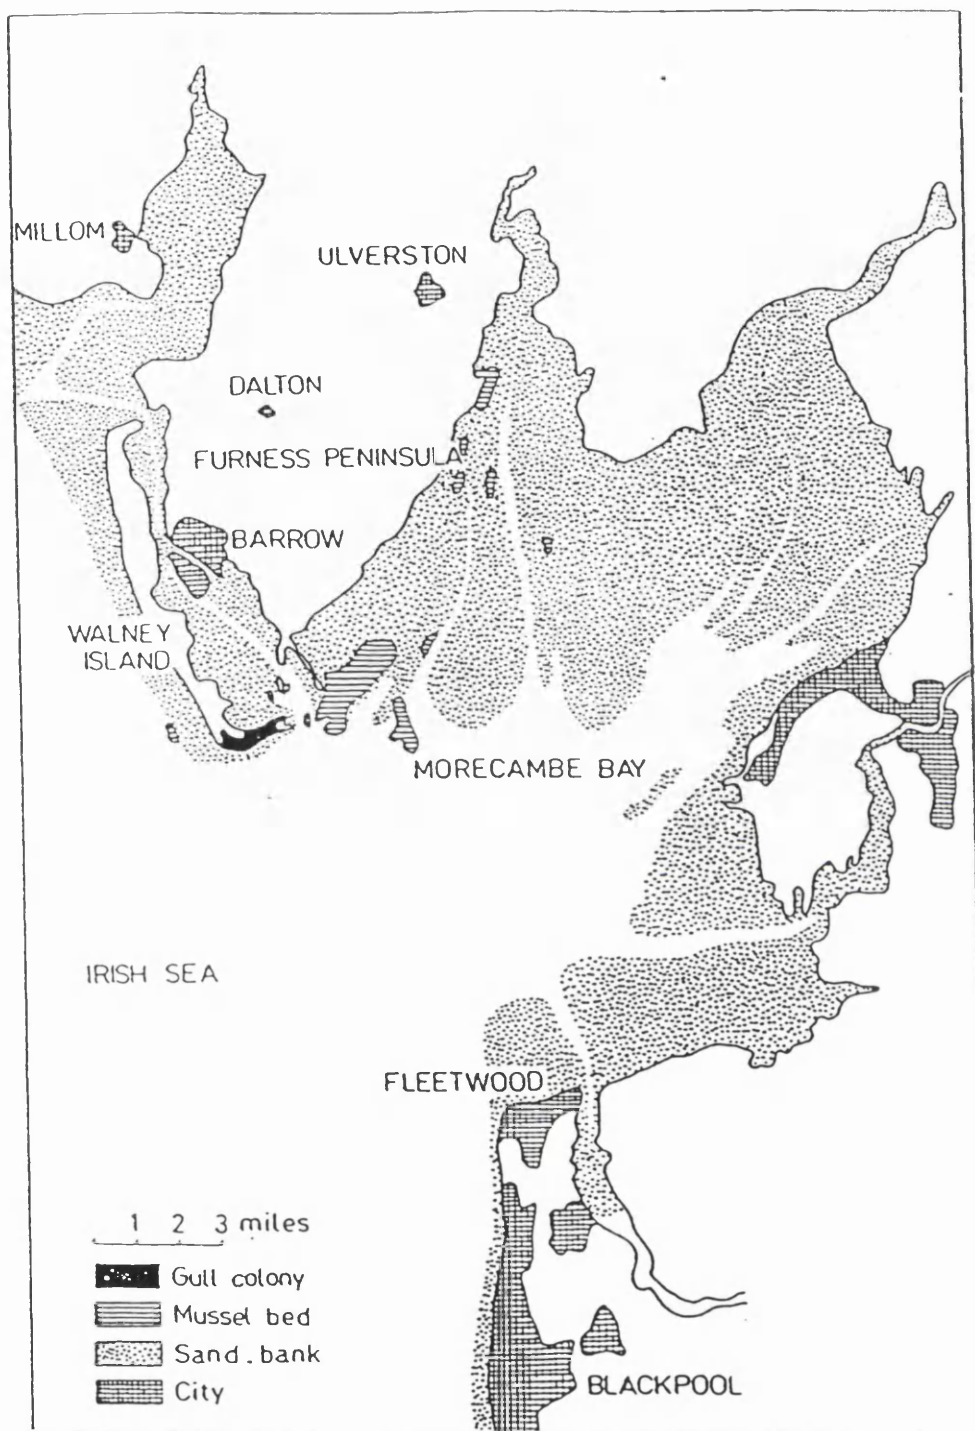 MILLOM
ULVERSTON
DALTON
FURNESS PENINSULA
BARROW
WALNEY
ISLAND
MORECAMBE BAY
IRISH SEA
FLEETWOOD
1 2 3 miles
Gull colony
Mussel bed
Sand.bank
City
BLACKPOOL